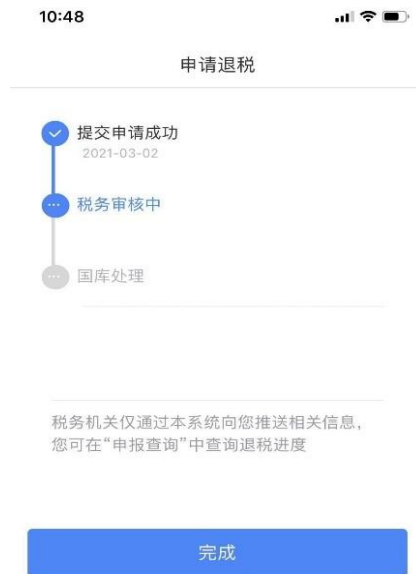 10:48
申请退税
提交申请成功
2021-03-02
税务审核中
国库处理
税务机关仅通过本系统向您推送相关信息，
您可在“申报查询”中查询退税进度
完成